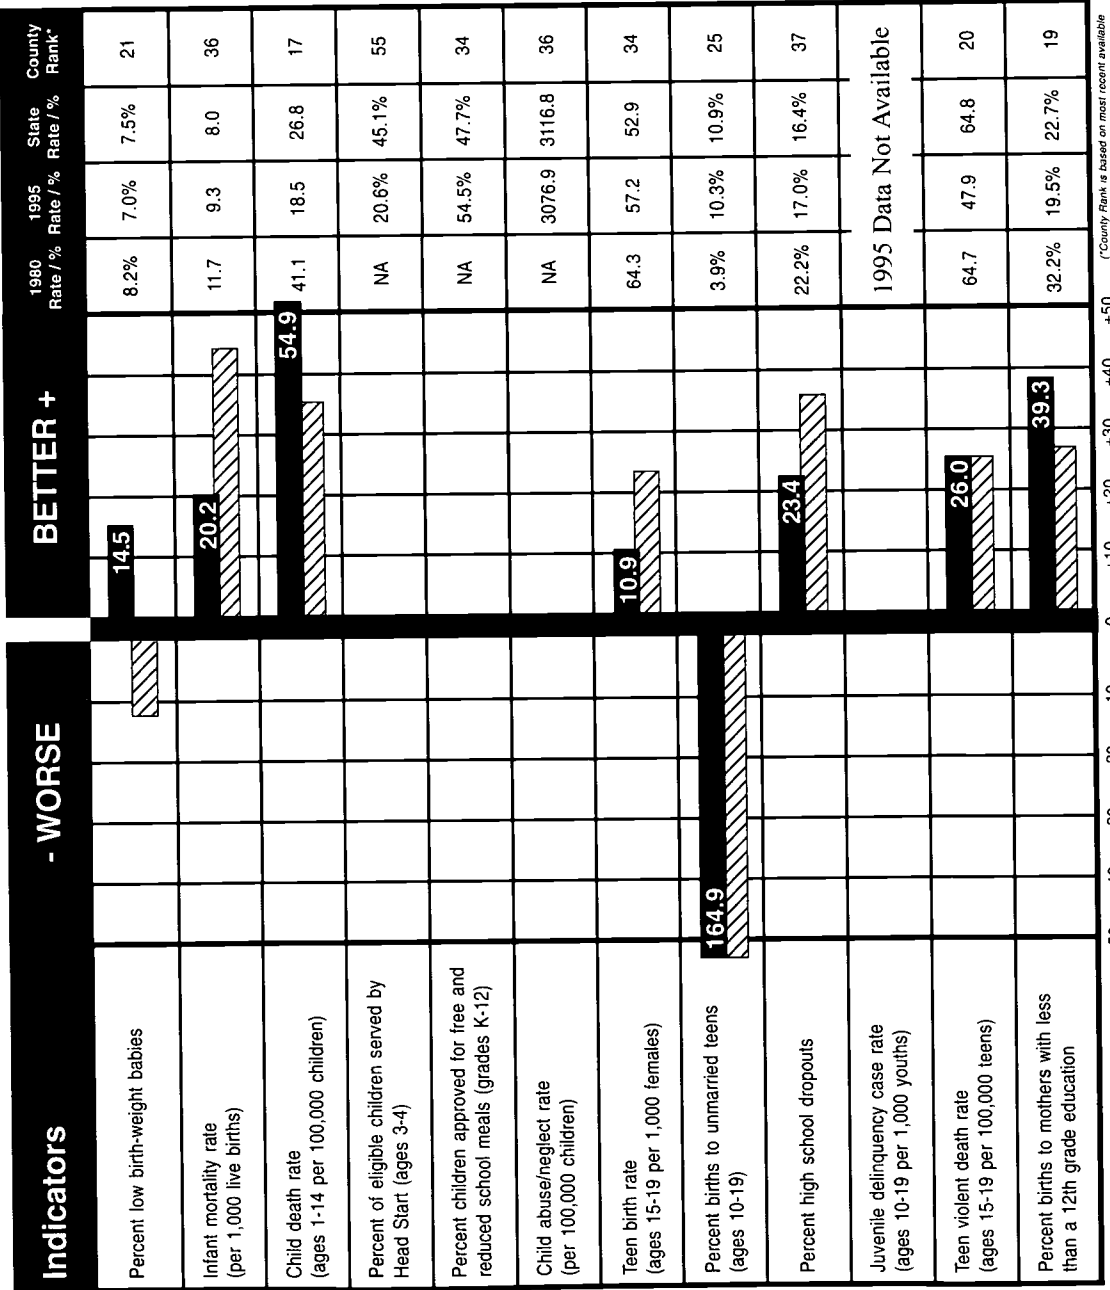 Indicators
- WORSE
BETTER +
1980
Rate / %
1995
Rate / %
State
Rate / %
County
Rank*
Percent low birth-weight babies
14.5
8.2%
7.0%
7.5%
21
Infant mortality rate
(per 1,000 live births)
20.2
11.7
9.3
8.0
36
Child death rate
(ages 1-14 per 100,000 children)
54.9
41.1
18.5
26.8
17
Percent of eligible children served by
Head Start (ages 3-4)
NA
20.6%
45.1%
55
Percent children approved for free and
reduced school meals (grades K-12)
NA
54.5%
47.7%
34
Child abuse/neglect rate
(per 100,000 children)
NA
3076.9
3116.8
36
Teen birth rate
(ages 15-19 per 1,000 females)
10.9
64.3
57.2
52.9
34
Percent births to unmarried teens
(ages 10-19)
164.9
3.9%
10.3%
10.9%
25
Percent high school dropouts
23.4
22.2%
17.0%
16.4%
37
Juvenile delinquency case rate
(ages 10-19 per 1,000 youths)
1995 Data Not Available
Teen violent death rate
(ages 15-19 per 100,000 teens)
26.0
64.7
47.9
64.8
20
Percent births to mothers with less
than a 12th grade education
39.3
32.2%
19.5%
22.7%
19
+30
+40
+50
(*County Rank is based on most recent available